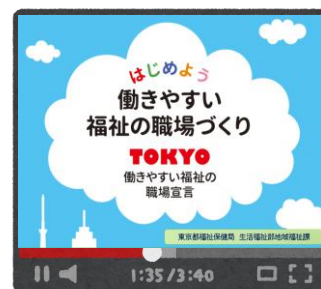 はじめよう
働きやすい
福祉の職場づくり
TOKYO
働きやすい福祉の
職場宣言
東京都福祉保健局 生活福祉部地域福祉課
1:35/3:40